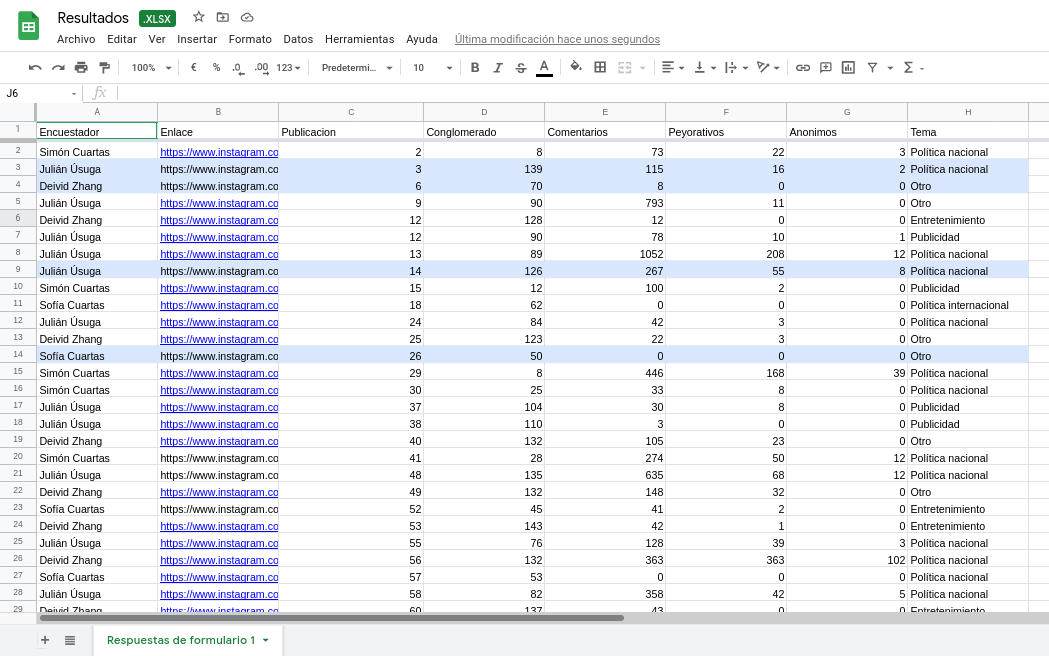 Resultados .XLSX
Archivo Editar Ver Insertar Formato Datos Herramientas Ayuda Última modificación hace unos segundos
100% € % .0 .00 123 Predetermi... 10 B I S A
J6 fx
A B C D E F G H
1 Encuestador Enlace Publicacion Conglomerado Comentarios Peyorativos Anonimos Tema
2 Simón Cuartas https://www.instagram.co 2 8 73 22 3 Política nacional
3 Julián Úsuga https://www.instagram.co 3 139 115 16 2 Política nacional
4 Deivid Zhang https://www.instagram.co 6 70 8 0 0 Otro
5 Julián Úsuga https://www.instagram.co 9 90 793 11 0 Otro
6 Deivid Zhang https://www.instagram.co 12 128 12 0 0 Entretenimiento
7 Julián Úsuga https://www.instagram.co 12 90 78 10 1 Publicidad
8 Julián Úsuga https://www.instagram.co 13 89 1052 208 12 Política nacional
9 Julián Úsuga https://www.instagram.co 14 126 267 55 8 Política nacional
10 Simón Cuartas https://www.instagram.co 15 12 100 2 0 Publicidad
11 Sofía Cuartas https://www.instagram.co 18 62 0 0 0 Política internacional
12 Julián Úsuga https://www.instagram.co 24 84 42 3 0 Política nacional
13 Deivid Zhang https://www.instagram.co 25 123 22 3 0 Otro
14 Sofía Cuartas https://www.instagram.co 26 50 0 0 0 Otro
15 Simón Cuartas https://www.instagram.co 29 8 446 168 39 Política nacional
16 Simón Cuartas https://www.instagram.co 30 25 33 8 0 Política nacional
17 Julián Úsuga https://www.instagram.co 37 104 30 8 0 Publicidad
18 Julián Úsuga https://www.instagram.co 38 110 3 0 0 Publicidad
19 Deivid Zhang https://www.instagram.co 40 132 105 23 0 Otro
20 Simón Cuartas https://www.instagram.co 41 28 274 50 12 Política nacional
21 Julián Úsuga https://www.instagram.co 48 135 635 68 12 Política nacional
22 Deivid Zhang https://www.instagram.co 49 132 148 32 0 Otro
23 Sofía Cuartas https://www.instagram.co 52 45 41 2 0 Entretenimiento
24 Deivid Zhang https://www.instagram.co 53 143 42 1 0 Entretenimiento
25 Julián Úsuga https://www.instagram.co 55 76 128 39 3 Política nacional
26 Deivid Zhang https://www.instagram.co 56 132 363 363 102 Política nacional
27 Sofía Cuartas https://www.instagram.co 57 53 0 0 0 Política nacional
28 Julián Úsuga https://www.instagram.co 58 82 358 42 5 Política nacional
29 Deivid Zhang https://www.instagram.co 60 137 43 0 0 Entretenimiento
Respuestas de formulario 1